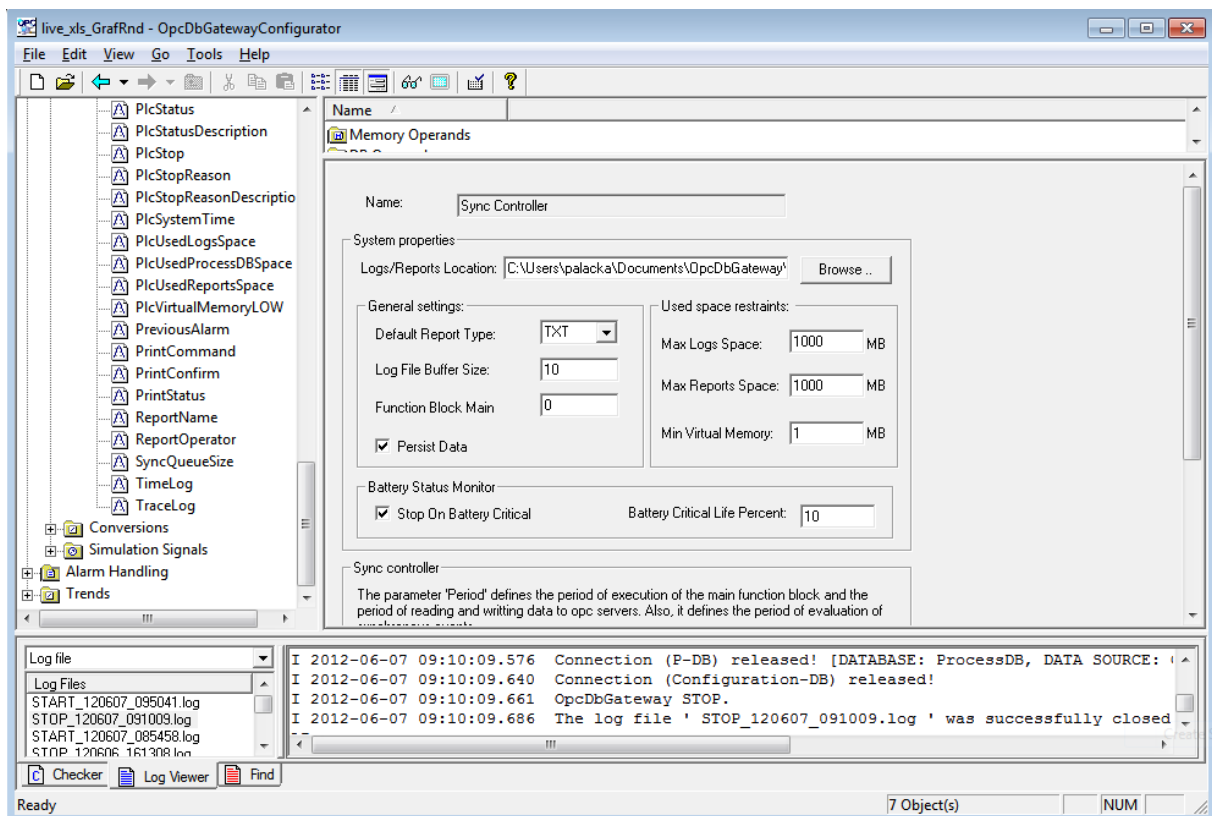 live_xls_GrafRnd - OpcDbGatewayConfigurator
File Edit View Go Tools Help
PlcStatus
PlcStatusDescription
PlcStop
PlcStopReason
PlcStopReasonDescriptio
PlcSystemTime
PlcUsedLogsSpace
PlcUsedProcessDBSpace
PlcUsedReportsSpace
PlcVirtualMemoryLOW
PreviousAlarm
PrintCommand
PrintConfirm
PrintStatus
ReportName
ReportOperator
SyncQueueSize
TimeLog
TraceLog
Conversions
Simulation Signals
Alarm Handling
Trends
Name
Memory Operands
Name: Sync Controller
System properties
Logs/Reports Location: C:\Users\palacka\Documents\OpcDbGateway\ Browse ..
General settings:
Default Report Type: TXT
Log File Buffer Size: 10
Function Block Main 0
Persist Data
Used space restraints:
Max Logs Space: 1000 MB
Max Reports Space: 1000 MB
Min Virtual Memory: 1 MB
Battery Status Monitor
Stop On Battery Critical Battery Critical Life Percent: 10
Sync controller
The parameter 'Period' defines the period of execution of the main function block and the
period of reading and writting data to opc servers. Also, it defines the period of evaluation of
Log file
Log Files
START_120607_095041.log
STOP_120607_091009.log
START_120607_085458.log
STOP_120606_161308.log
I 2012-06-07 09:10:09.576 Connection (P-DB) released! [DATABASE: ProcessDB, DATA SOURCE:
I 2012-06-07 09:10:09.640 Connection (Configuration-DB) released!
I 2012-06-07 09:10:09.661 OpcDbGateway STOP.
I 2012-06-07 09:10:09.686 The log file ' STOP_120607_091009.log ' was successfully closed
Checker Log Viewer Find
Ready 7 Object(s) NUM